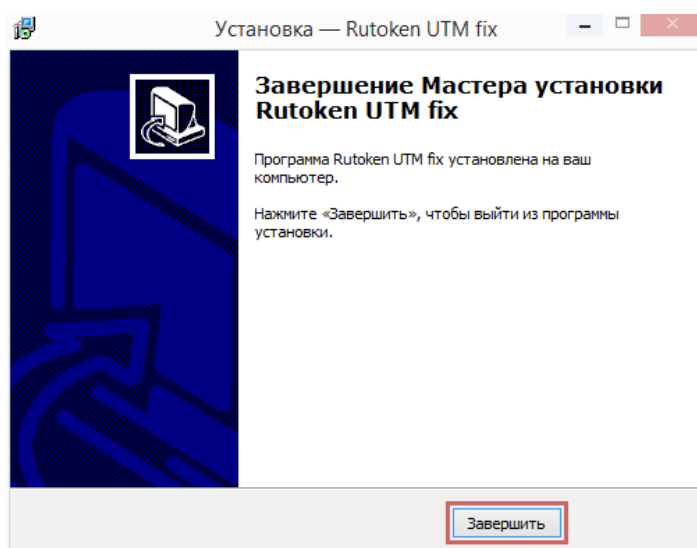 Установка — Rutoken UTM fix
Завершение Мастера установки
Rutoken UTM fix
Программа Rutoken UTM fix установлена на ваш
компьютер.
Нажмите «Завершить», чтобы выйти из программы
установки.
Завершить